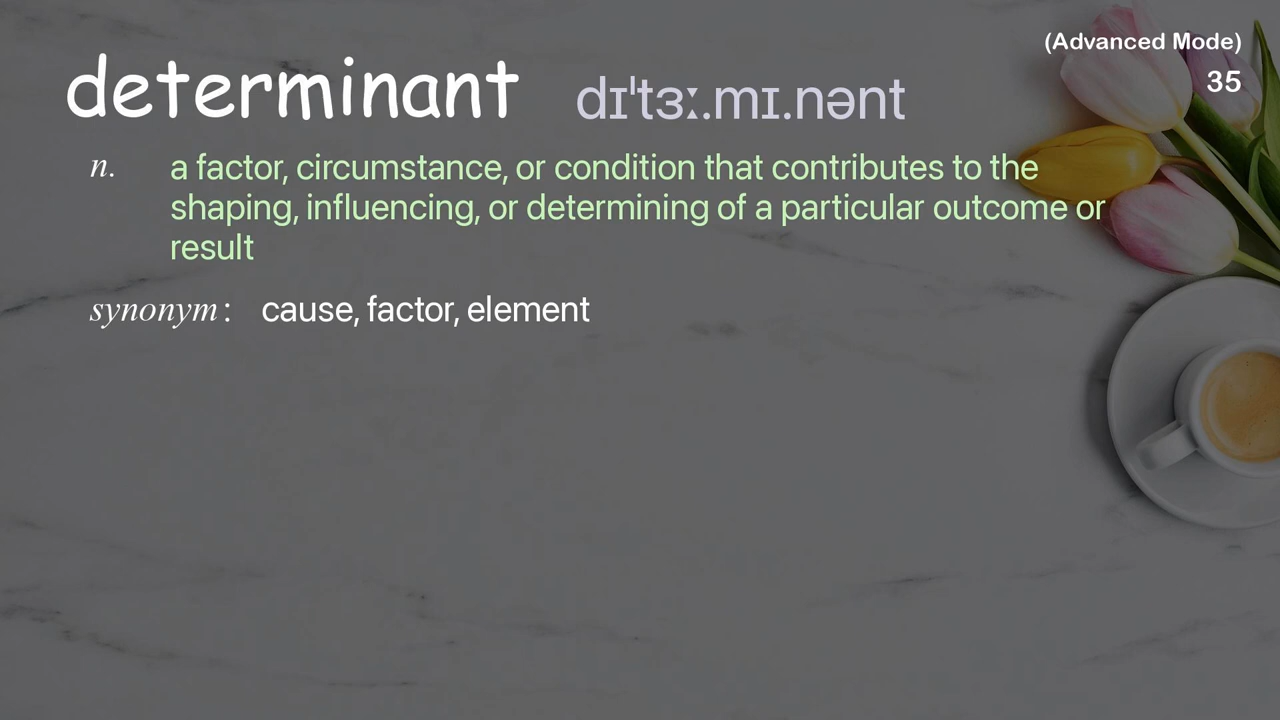 (Advanced Mode)
determinant dɪˈtɜː.mɪ.nənt
35
n. a factor, circumstance, or condition that contributes to the
shaping, influencing, or determining of a particular outcome or
result
synonym: cause, factor, element